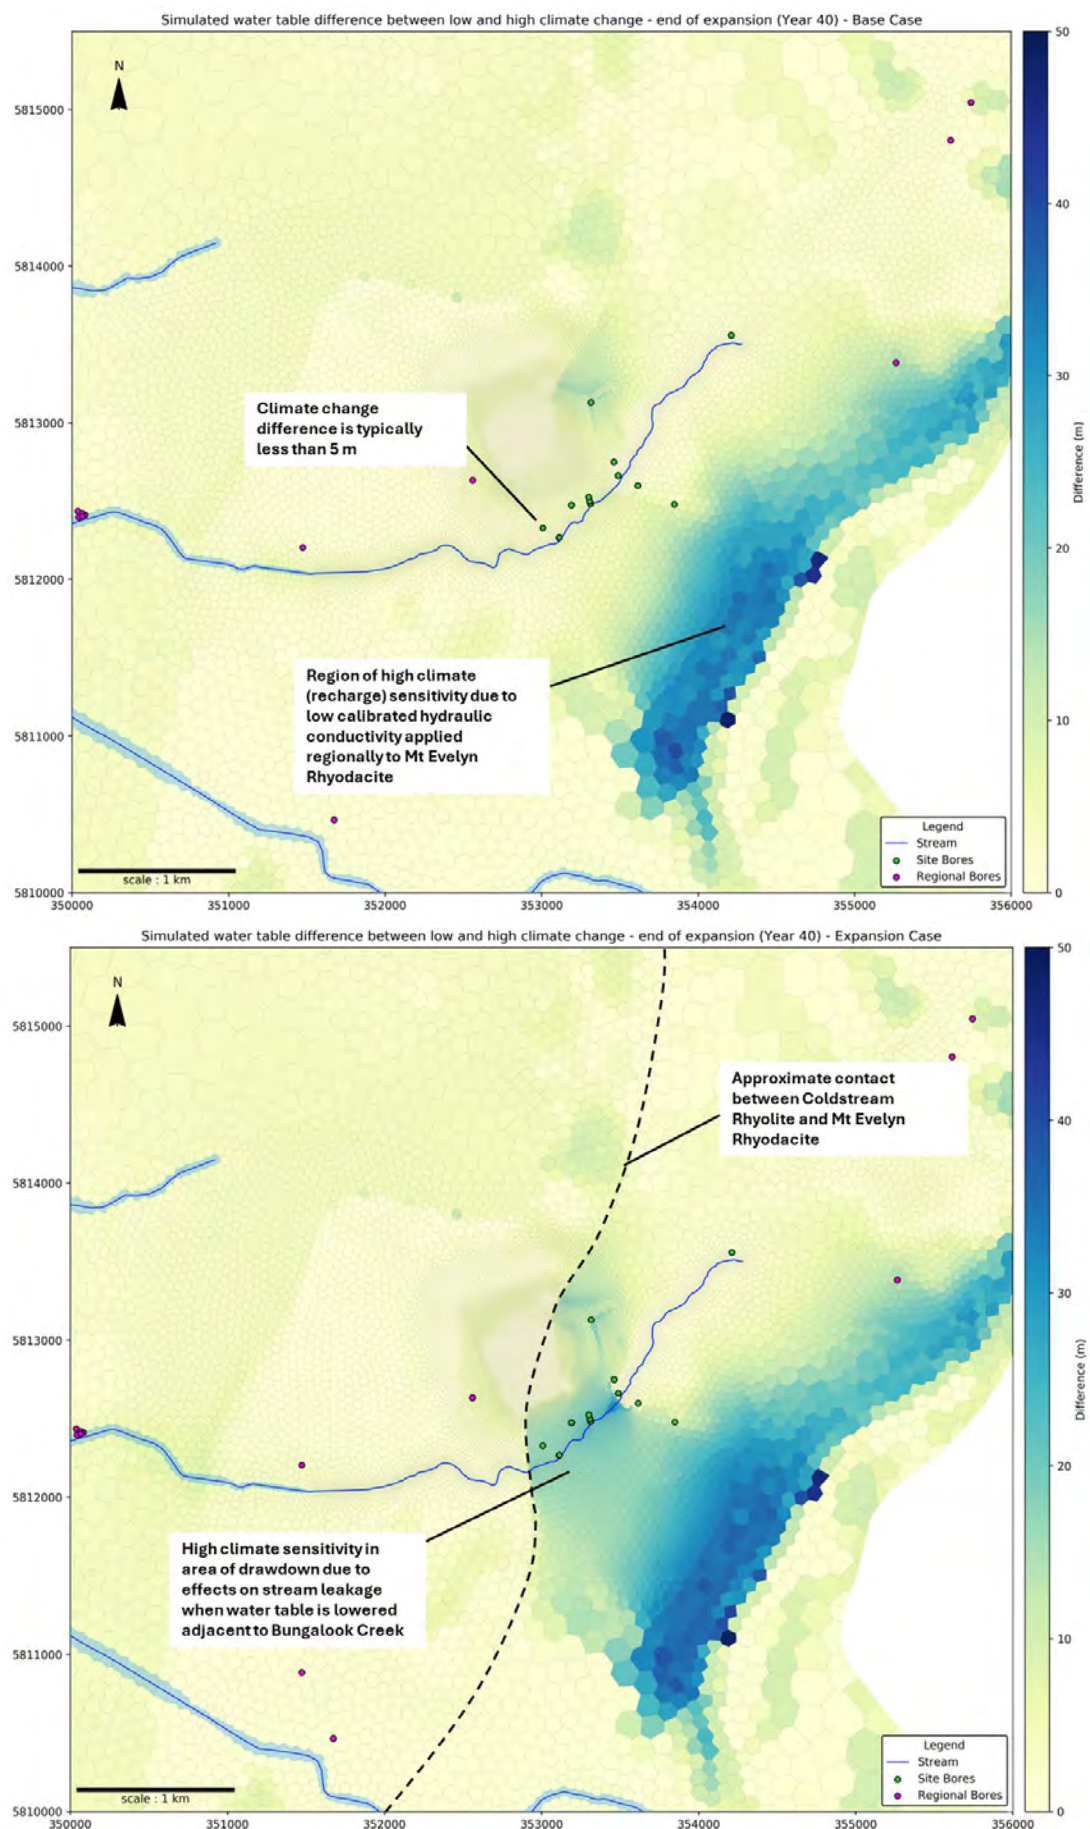 Simulated water table difference between low and high climate change - end of expansion (Year 40) - Base Case
N
5815000
5814000
5813000
5812000
5811000
5810000
Climate change
difference is typically
less than 5 m
Region of high climate
(recharge) sensitivity due to
low calibrated hydraulic
conductivity applied
regionally to Mt Evelyn
Rhyodacite
scale : 1 km
Legend
Stream
Site Bores
Regional Bores
350000 351000 352000 353000 354000 355000 356000
50
40
30
20
10
0
Difference (m)
Simulated water table difference between low and high climate change - end of expansion (Year 40) - Expansion Case
N
5815000
5814000
5813000
5812000
5811000
5810000
Approximate contact
between Coldstream
Rhyolite and Mt Evelyn
Rhyodacite
High climate sensitivity in
area of drawdown due to
effects on stream leakage
when water table is lowered
adjacent to Bungalook Creek
scale : 1 km
Legend
Stream
Site Bores
Regional Bores
350000 351000 352000 353000 354000 355000 356000
50
40
30
20
10
0
Difference (m)